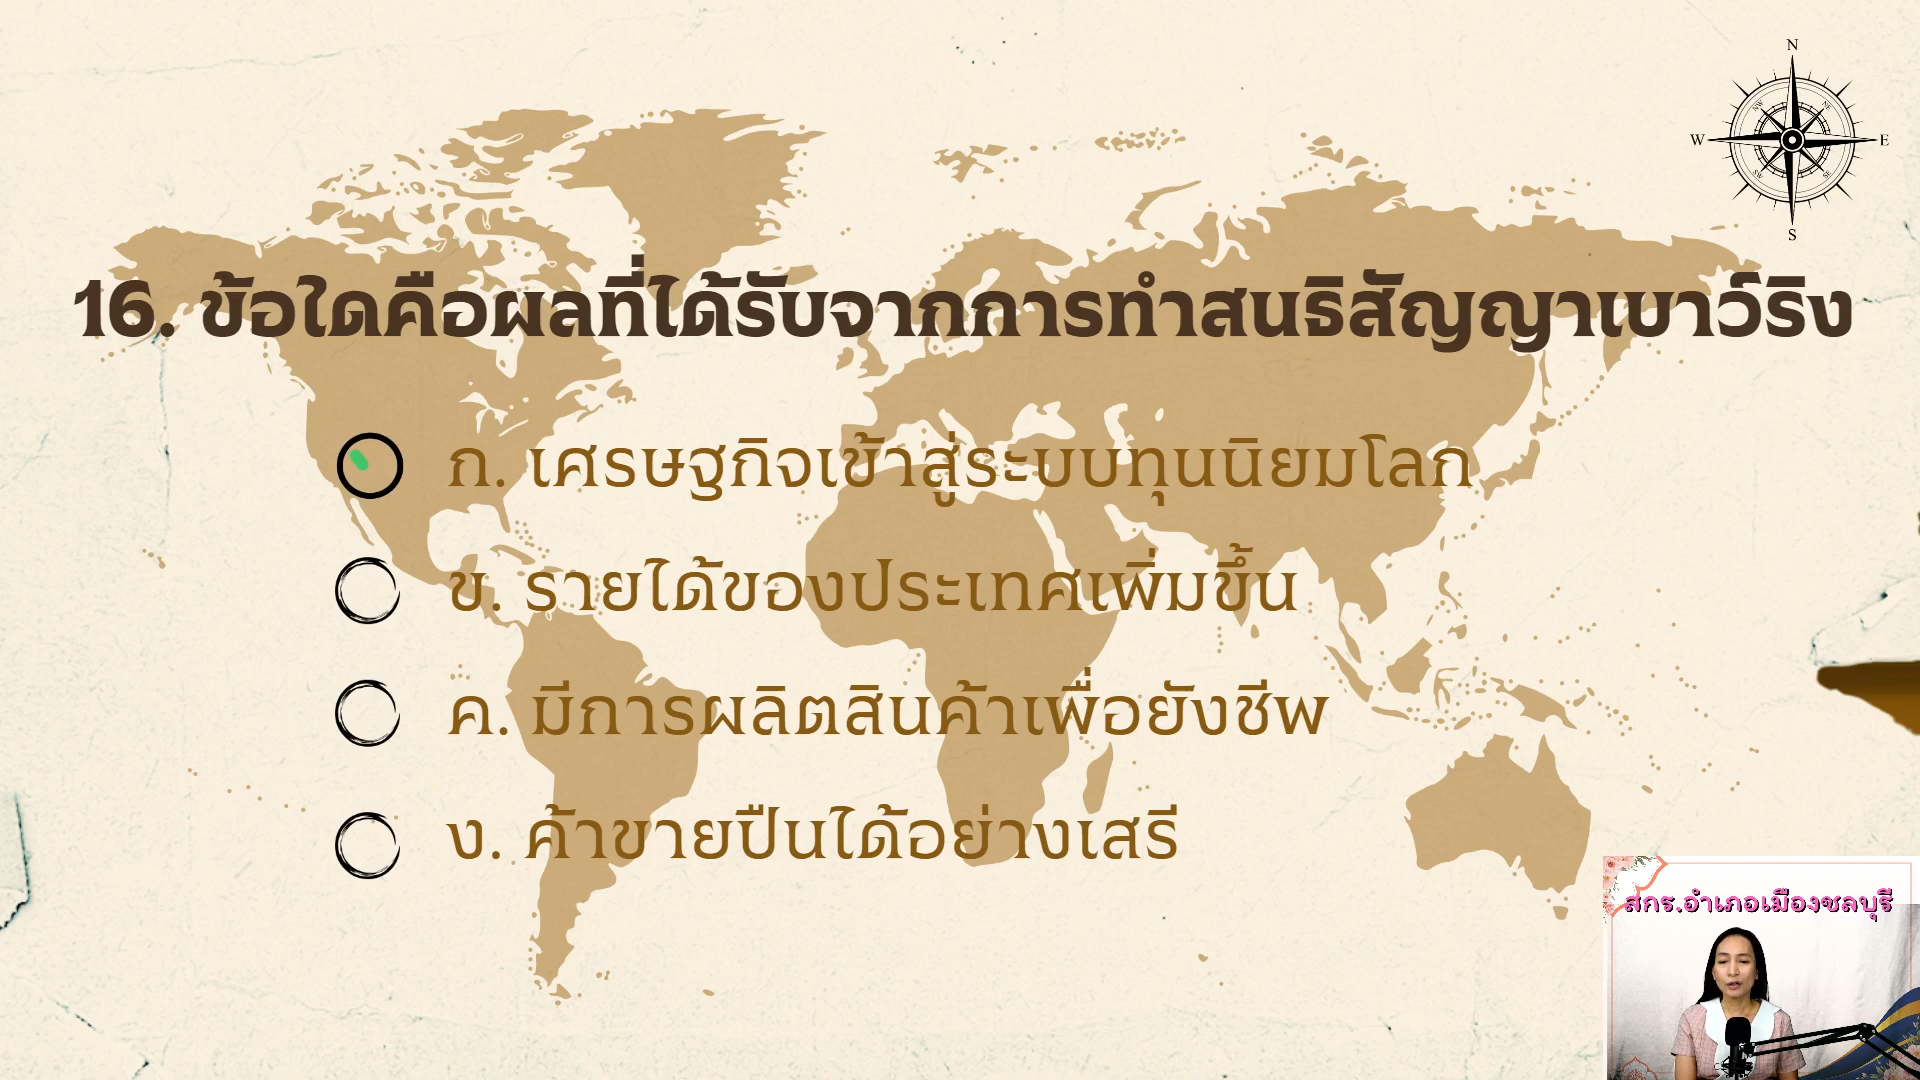 N
NW
NE
W
E
SW
SE
S
16. ข้อใดคือผลที่ได้รับจากการทำสนธิสัญญาเบาว์ริง
ก. เศรษฐกิจเข้าสู่ระบบทุนนิยมโลก
ข. รายได้ของประเทศเพิ่มขึ้น
ค. มีการผลิตสินค้าเพื่อยังชีพ
ง. ค้าขายปืนได้อย่างเสรี
สกร.อำเภอเมืองชลบุรี